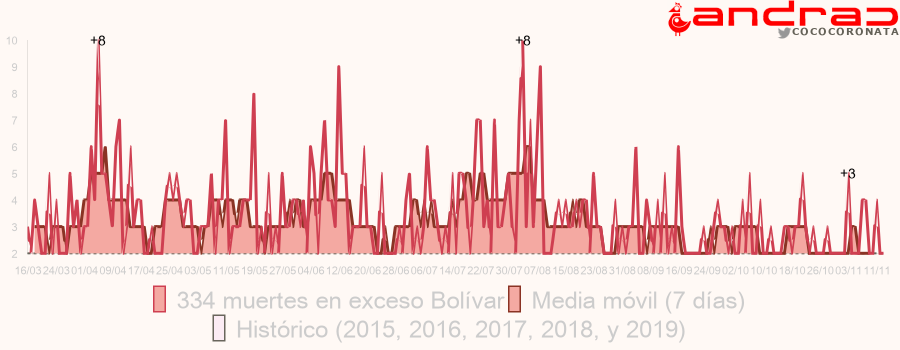 andrac
COCOCORONATA
+8
+8
+3
10
9
8
7
6
5
4
3
2
16/03 24/03 01/04 09/04 17/04 25/04 03/05 11/05 19/05 27/05 04/06 12/06 20/06 28/06 06/07 14/07 22/07 30/07 07/08 15/08 23/08 31/08 08/09 16/09 24/09 02/10 10/10 18/10 26/10 03/11 11/11
334 muertes en exceso Bolívar Media móvil (7 días)
Histórico (2015, 2016, 2017, 2018, y 2019)